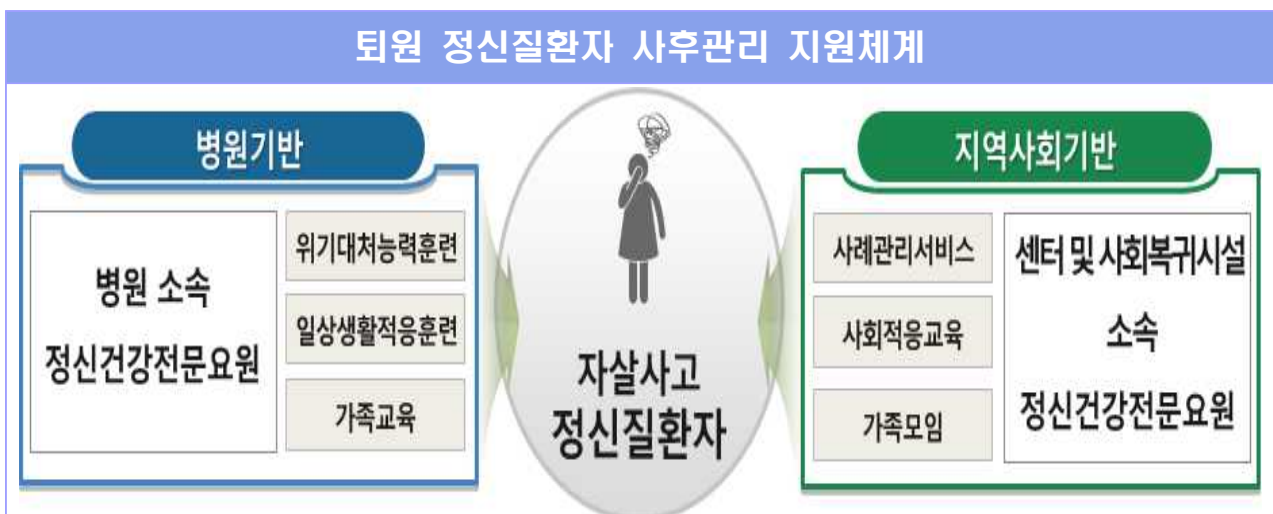 퇴원 정신질환자 사후관리 지원체계
병원기반
병원 소속
정신건강전문요원
위기대처능력훈련
일상생활적응훈련
가족교육
자살사고
정신질환자
지역사회기반
사례관리서비스
사회적응교육
가족모임
센터 및 사회복귀시설
소속
정신건강전문요원